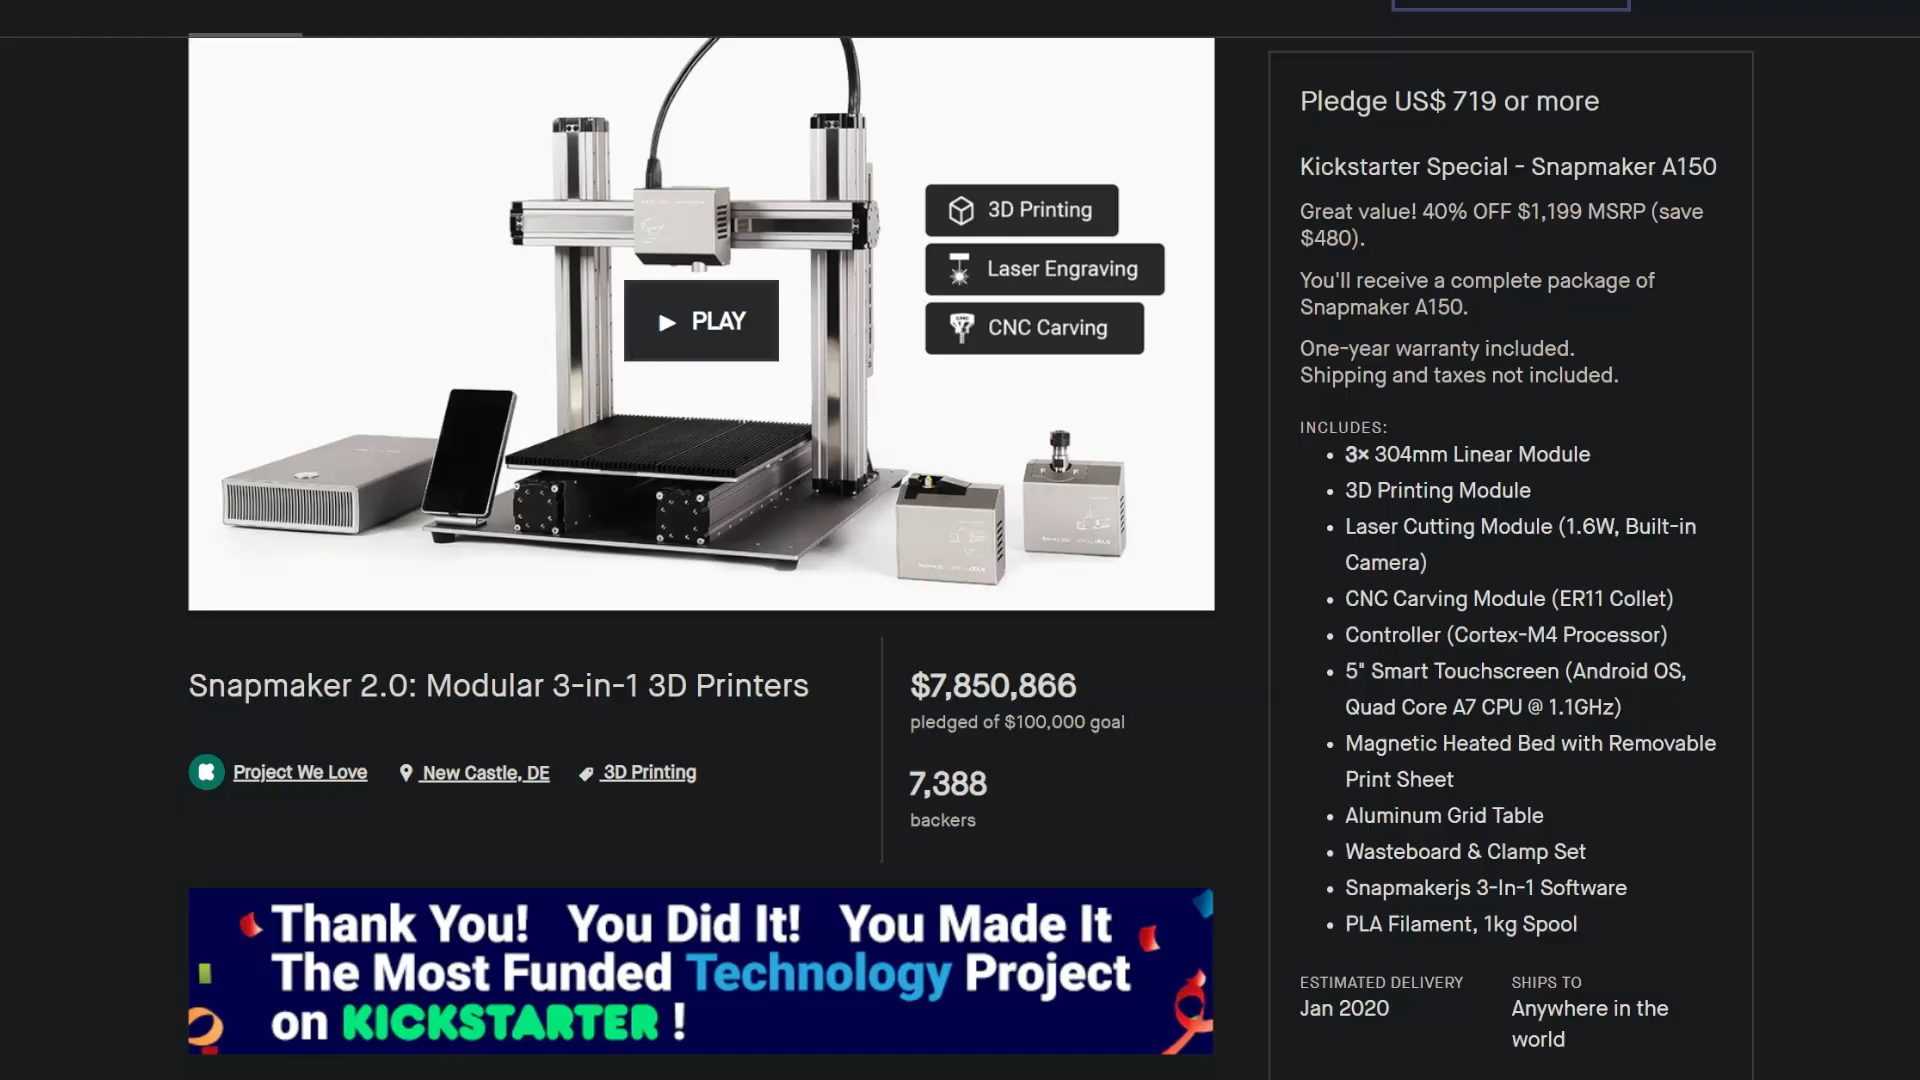 3D Printing
Laser Engraving
CNC Carving
PLAY
Snapmaker 2.0: Modular 3-in-1 3D Printers
Project We Love
New Castle, DE
3D Printing
$7,850,866
pledged of $100,000 goal
7,388
backers
Thank You! You Did It! You Made It
The Most Funded Technology Project
on KICKSTARTER !
Pledge US$ 719 or more
Kickstarter Special - Snapmaker A150
Great value! 40% OFF $1,199 MSRP (save
$480).
You'll receive a complete package of
Snapmaker A150.
One-year warranty included.
Shipping and taxes not included.
INCLUDES:
3× 304mm Linear Module
3D Printing Module
Laser Cutting Module (1.6W, Built-in
Camera)
CNC Carving Module (ER11 Collet)
Controller (Cortex-M4 Processor)
5" Smart Touchscreen (Android OS,
Quad Core A7 CPU @ 1.1GHz)
Magnetic Heated Bed with Removable
Print Sheet
Aluminum Grid Table
Wasteboard & Clamp Set
Snapmakerjs 3-In-1 Software
PLA Filament, 1kg Spool
ESTIMATED DELIVERY
Jan 2020
SHIPS TO
Anywhere in the
world